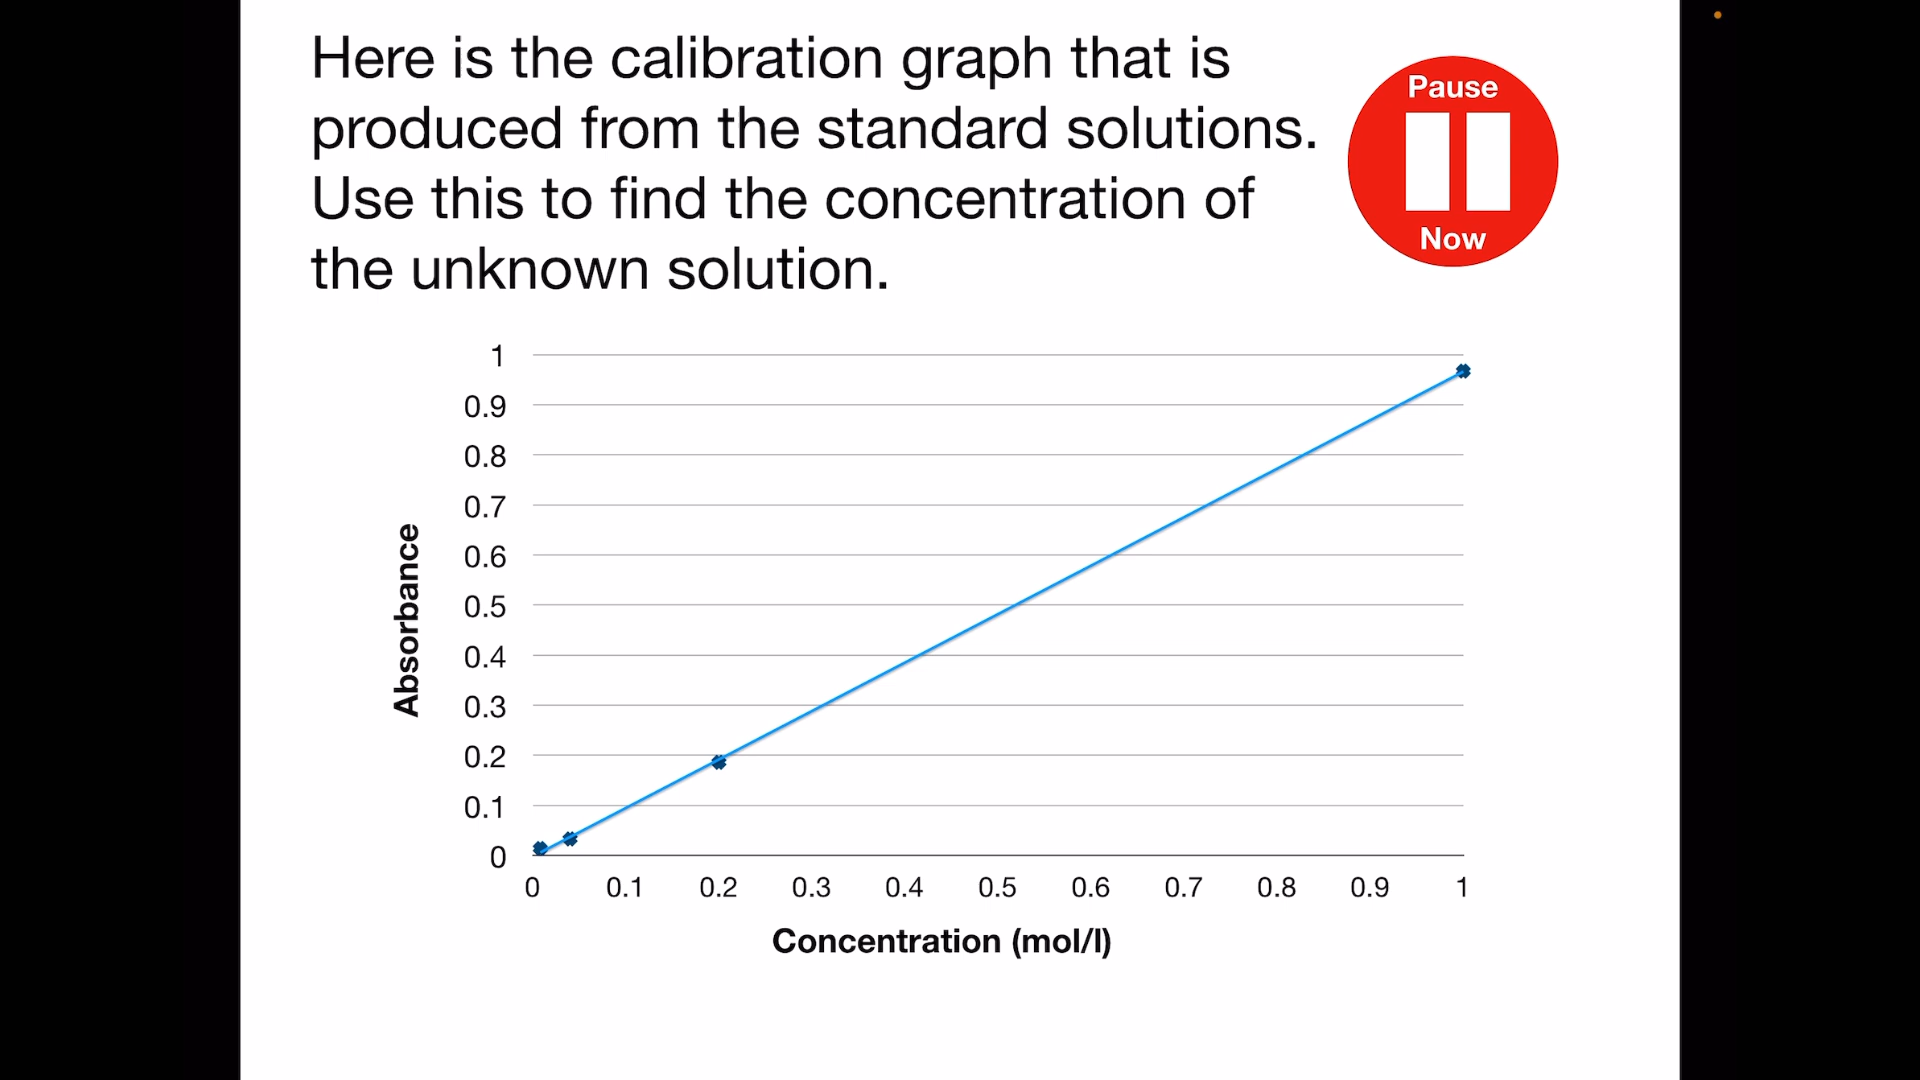 Here is the calibration graph that is
produced from the standard solutions.
Use this to find the concentration of
the unknown solution.
Pause
Now
1
0.9
0.8
0.7
0.6
0.5
0.4
0.3
0.2
0.1
0
Absorbance
0 0.1 0.2 0.3 0.4 0.5 0.6 0.7 0.8 0.9 1
Concentration (mol/l)